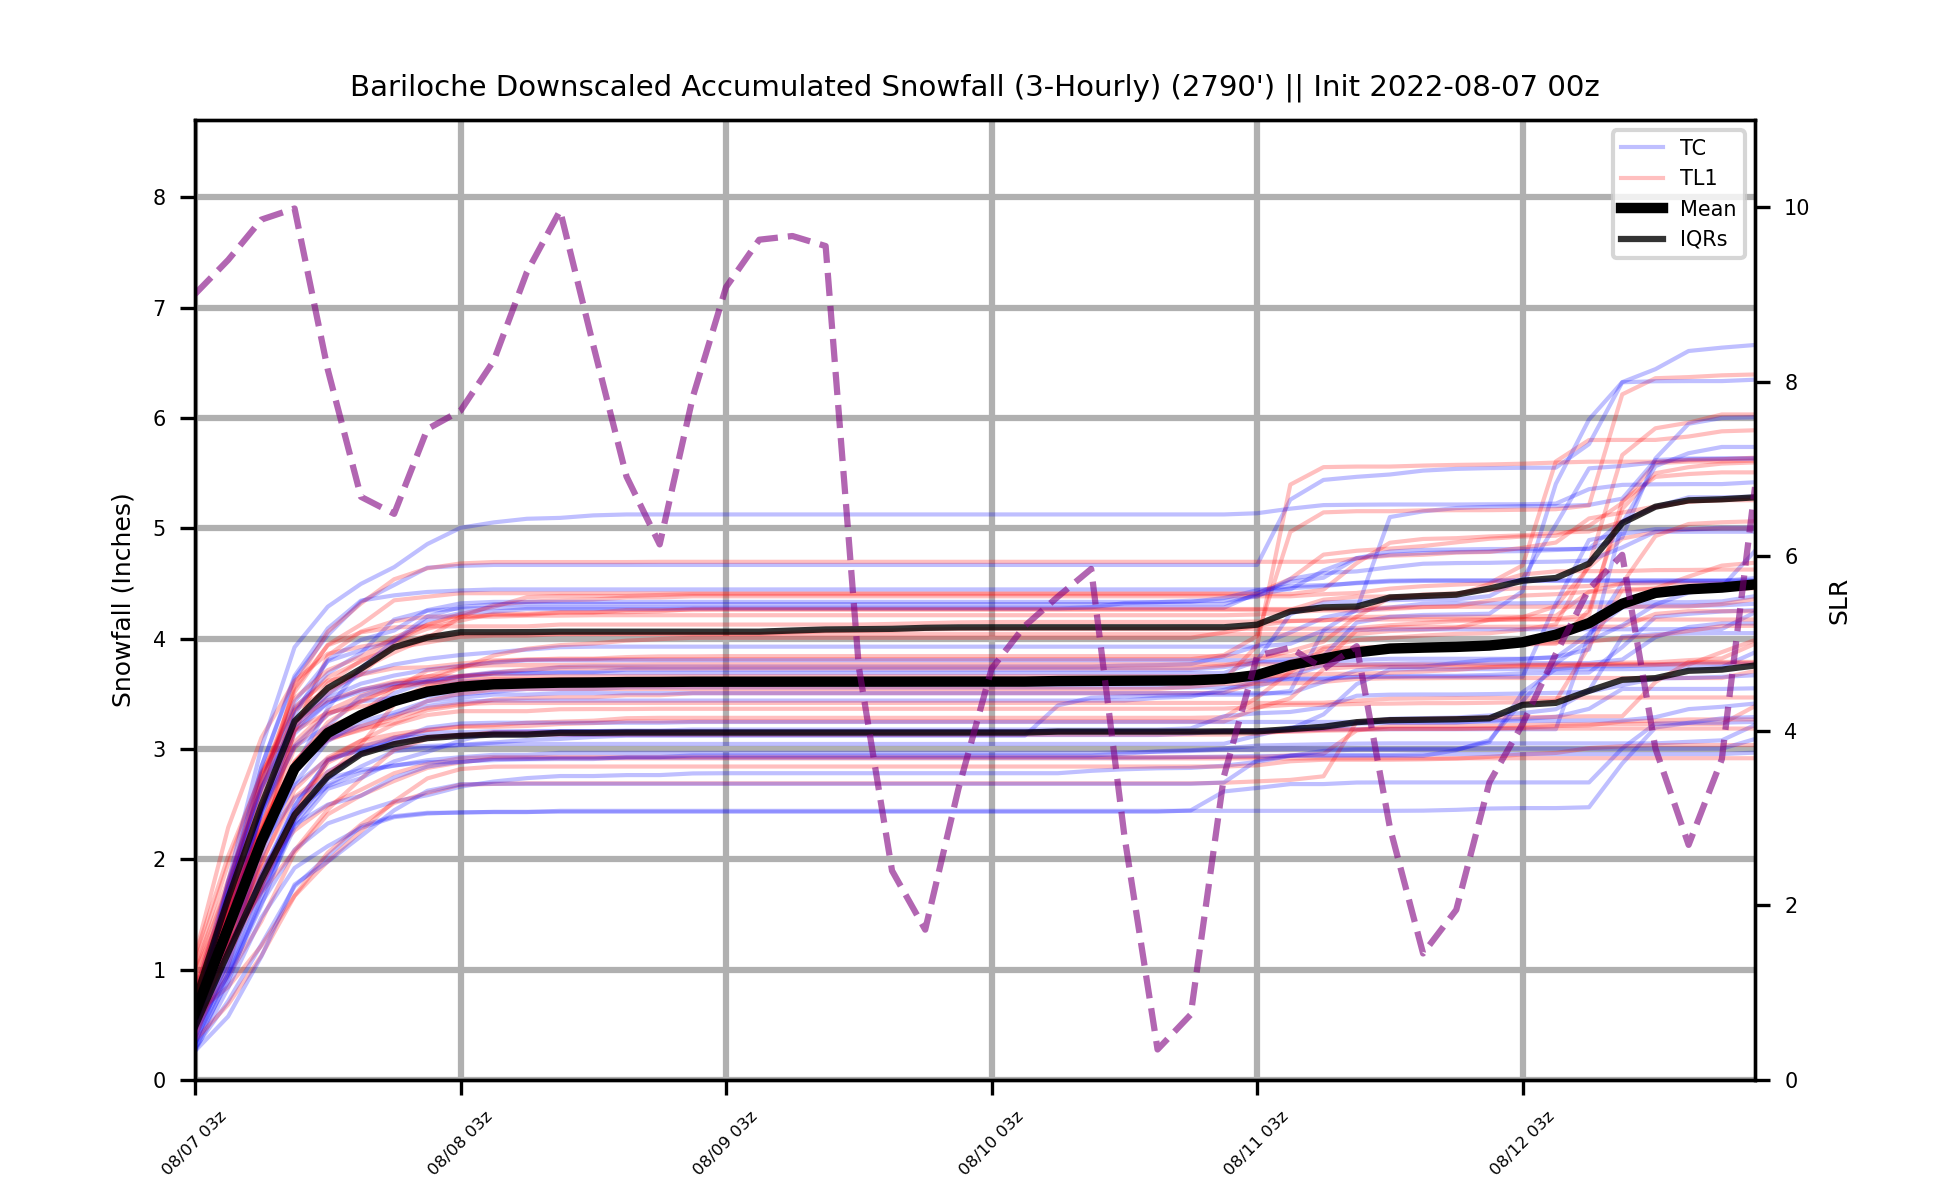 Bariloche Downscaled Accumulated Snowfall (3-Hourly) (2790') || Init 2022-08-07 00z
TC
TL1
Mean
IQRs
Snowfall (Inches)
8
7
6
5
4
3
2
1
0
SLR
10
8
6
4
2
0
08/07 03z
08/08 03z
08/09 03z
08/10 03z
08/11 03z
08/12 03z